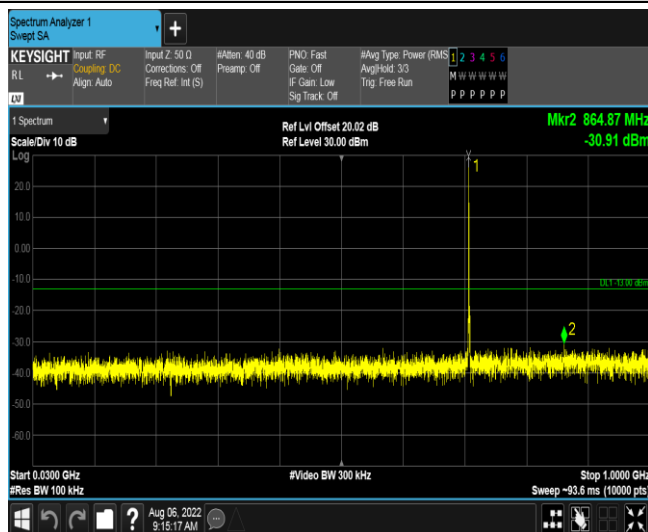 Spectrum Analyzer 1
Swept SA
+
KEYSIGHT Input: RF Input Z: 50 Ω #Atten: 40 dB PNO: Fast #Avg Type: Power (RMS 1 2 3 4 5 6
RL Coupling: DC Corrections: Off Preamp: Off Gate: Off Avg|Hold: 3/3 M W W W W W
Align: Auto Freq Ref: Int (S) IF Gain: Low Trig: Free Run
Sig Track: Off P P P P P P
LXI
1 Spectrum Ref Lvl Offset 20.02 dB Mkr2 864.87 MHz
Scale/Div 10 dB Ref Level 30.00 dBm -30.91 dBm
Log
1
20.0
10.0
0.00
-10.0
DL1 -13.00 dBm
-20.0
2
-30.0
-40.0
-50.0
-60.0
Start 0.0300 GHz #Video BW 300 kHz Stop 1.0000 GHz
#Res BW 100 kHz Sweep ~93.6 ms (10000 pts)
? Aug 06, 2022
9:15:17 AM